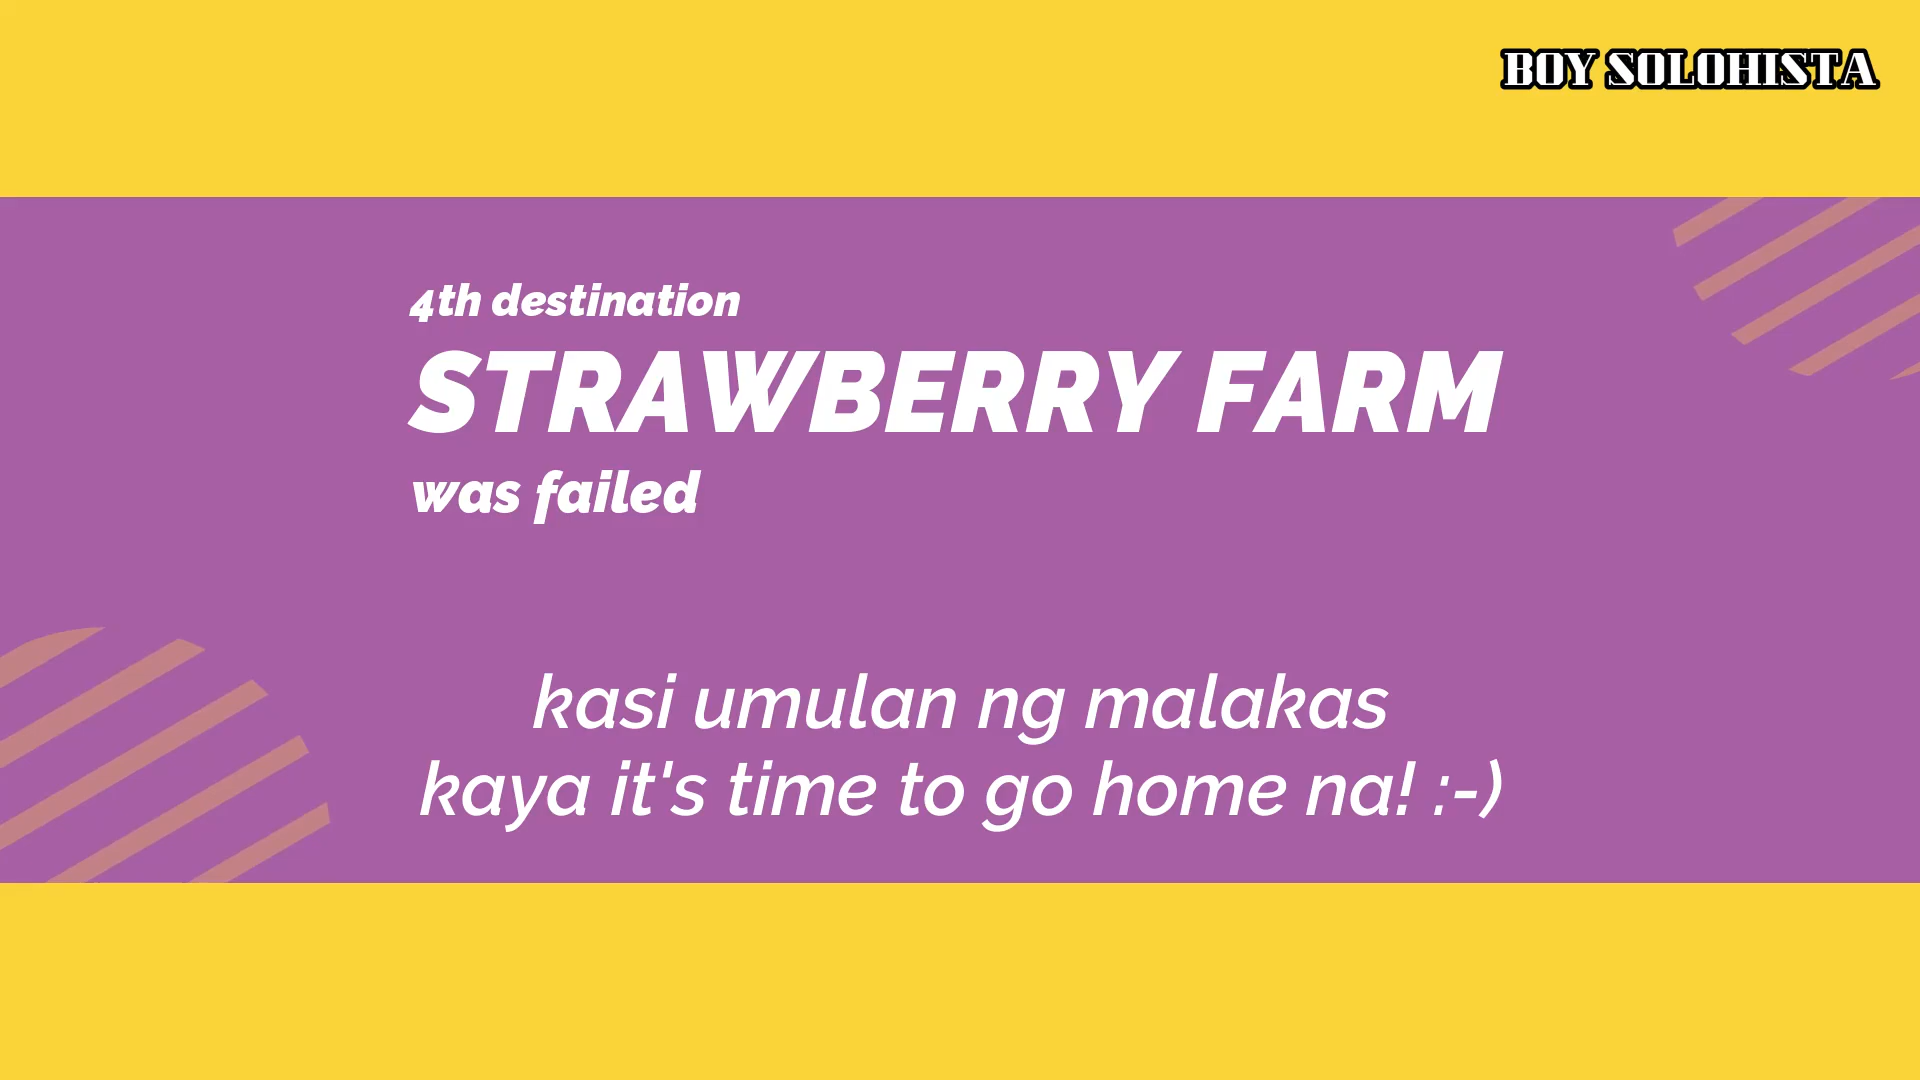 BOY SOLOHISTA
4th destination
STRAWBERRY FARM
was failed
kasi umulan ng malakas
kaya it's time to go home na! :-)